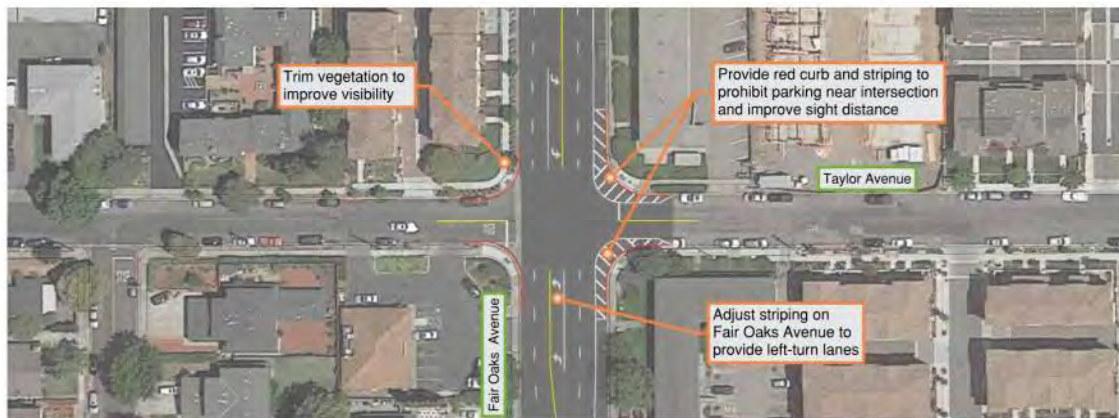 Trim vegetation to
improve visibility
Provide red curb and striping to
prohibit parking near intersection
and improve sight distance
Taylor Avenue
Fair Oaks Avenue
Adjust striping on
Fair Oaks Avenue to
provide left-turn lanes